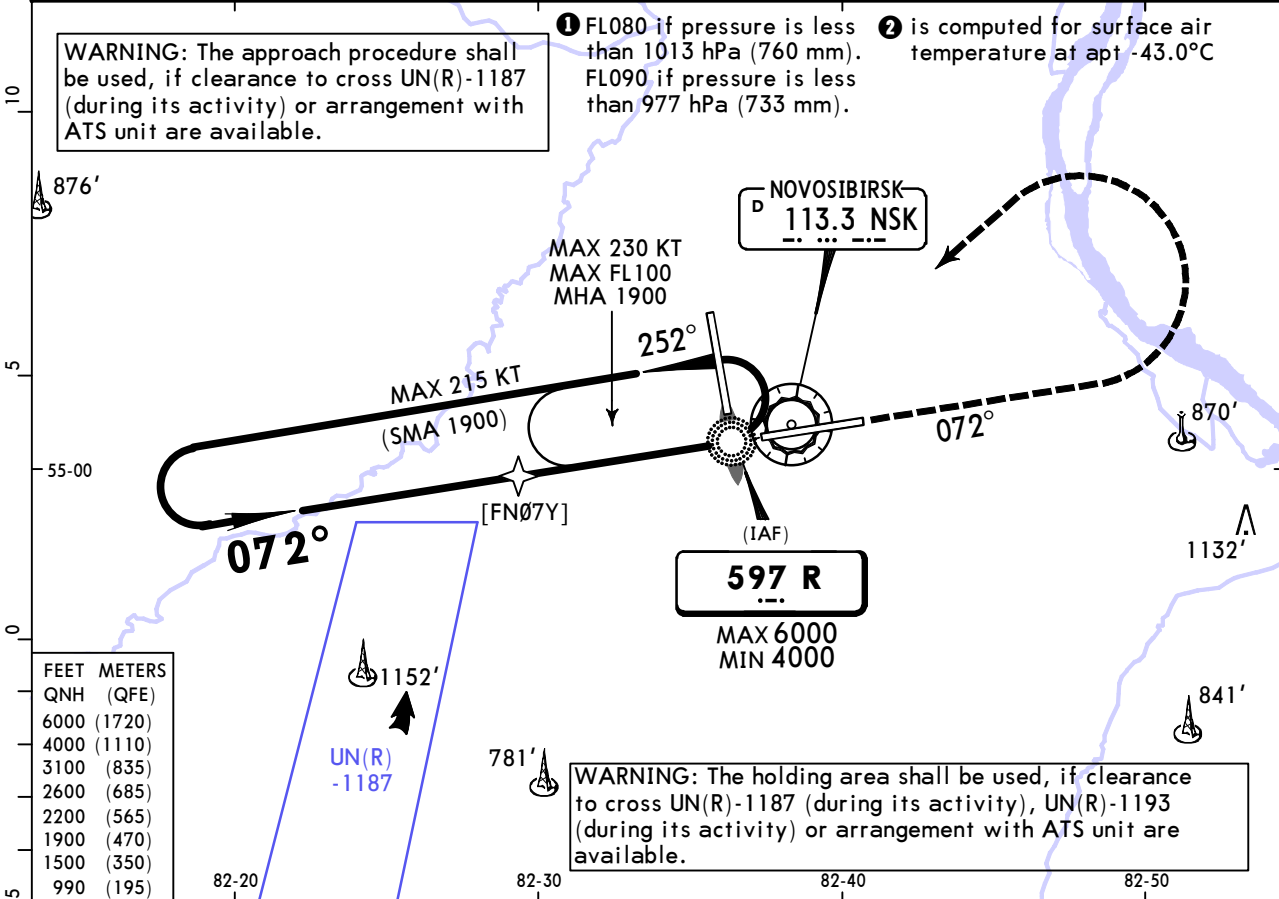 ❶ FL080 if pressure is less
than 1013 hPa (760 mm).
FL090 if pressure is less
than 977 hPa (733 mm).
❷ is computed for surface air
temperature at apt -43.0°C
WARNING: The approach procedure shall
be used, if clearance to cross UN(R)-1187
(during its activity) or arrangement with
ATS unit are available.
10
876'
NOVOSIBIRSK
D 113.3 NSK
MAX 230 KT
MAX FL100
MHA 1900
252°
5
MAX 215 KT
(SMA 1900)
072°
870'
55-00
[FNØ7Y]
072°
(IAF)
597 R
MAX 6000
MIN 4000
1132'
0
FEET METERS
QNH (QFE)
6000 (1720)
4000 (1110)
3100 (835)
2600 (685)
2200 (565)
1900 (470)
1500 (350)
990 (195)
1152'
841'
UN(R)
-1187
781'
WARNING: The holding area shall be used, if clearance
to cross UN(R)-1187 (during its activity), UN(R)-1193
(during its activity) or arrangement with ATS unit are
available.
5
82-20
82-30
82-40
82-50